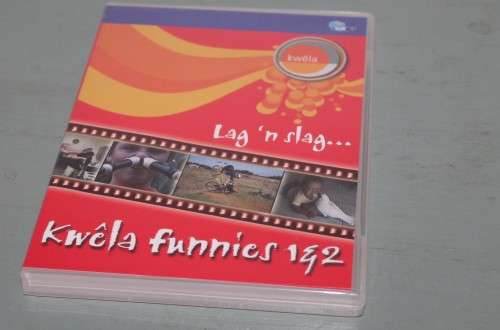 kwêla
Lag 'n slag...
Kwêla funnies 1&2